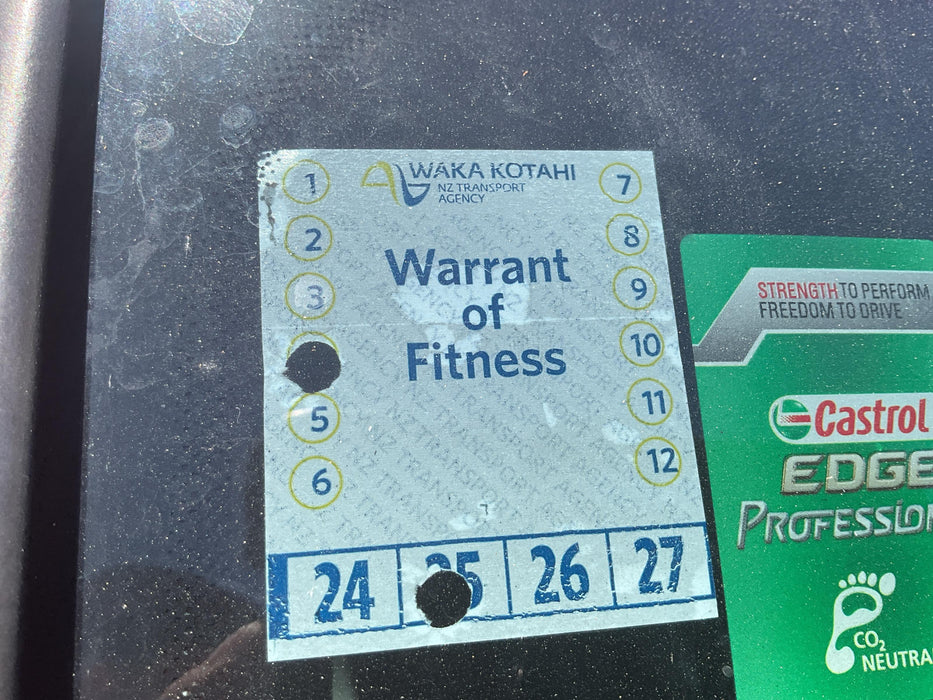 WAKA KOTAHI
NZ TRANSPORT
AGENCY
Warrant
of
Fitness
1
2
3
5
6
7
8
9
10
11
12
24
26
27
STRENGTH TO PERFORM
FREEDOM TO DRIVE
Castrol
EDGE
CO₂